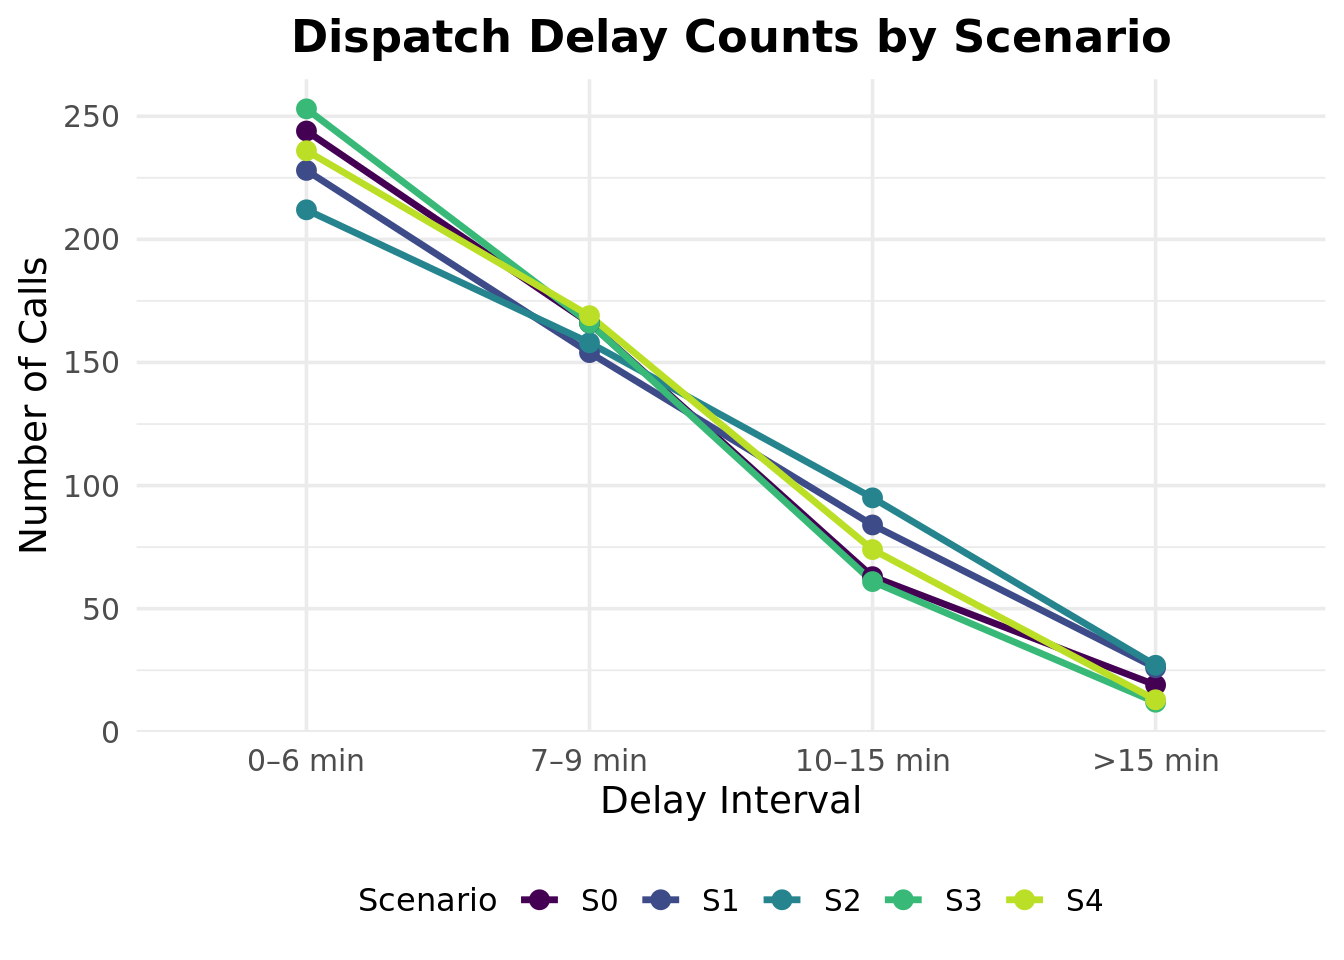 Dispatch Delay Counts by Scenario
Number of Calls
250
200
150
100
50
0
0–6 min 7–9 min 10–15 min >15 min
Delay Interval
Scenario S0 S1 S2 S3 S4